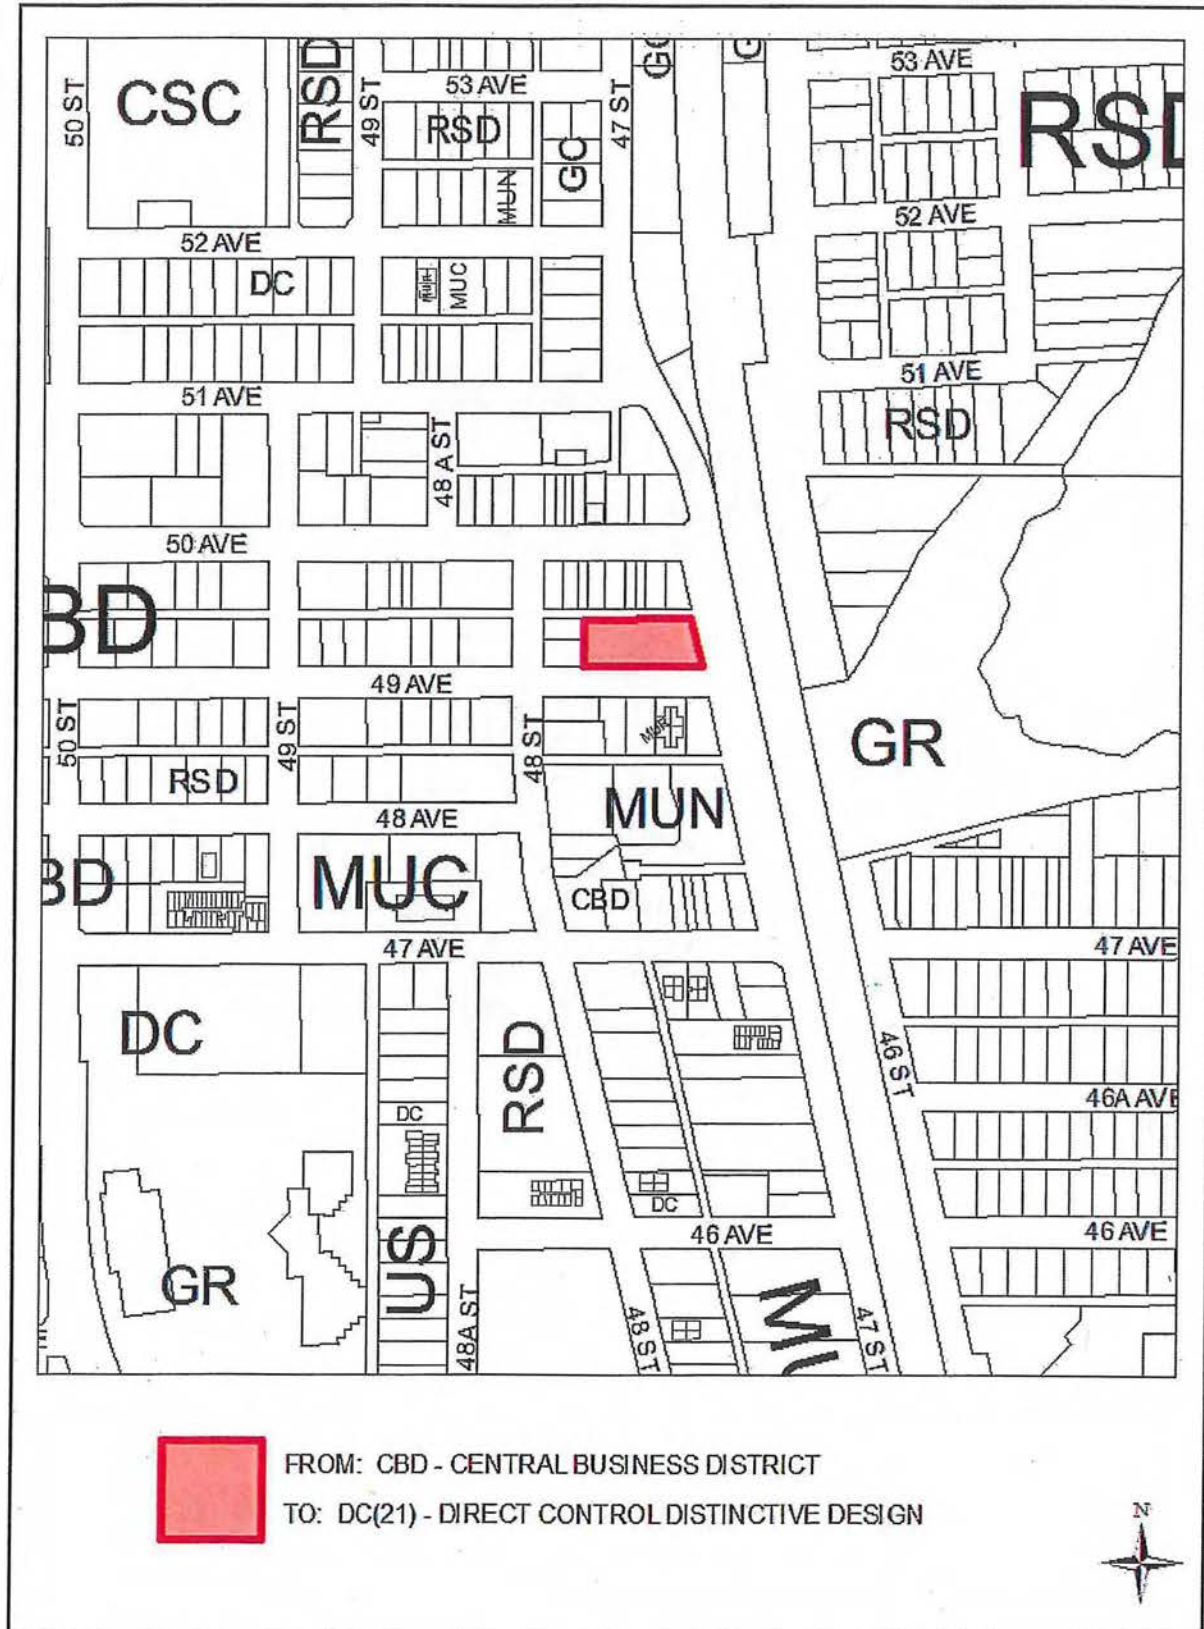 CSC
RSD
53 AVE
RSD
MUN
GC
GC
53 AVE
RSD
50 ST
49 ST
47 ST
52 AVE
52 AVE
DC
MUC
51 AVE
51 AVE
RSD
48 A ST
50 AVE
BD
49 AVE
50 ST
49 ST
48 ST
MUR
GR
RSD
MUN
48 AVE
BD
MUC
CBD
47 AVE
47 AVE
DC
RSD
46 ST
46A AVE
DC
DC
46 AVE
46 AVE
GR
US
48A ST
48 ST
47 ST
FROM: CBD - CENTRAL BUSINESS DISTRICT
TO: DC(21) - DIRECT CONTROL DISTINCTIVE DESIGN
N